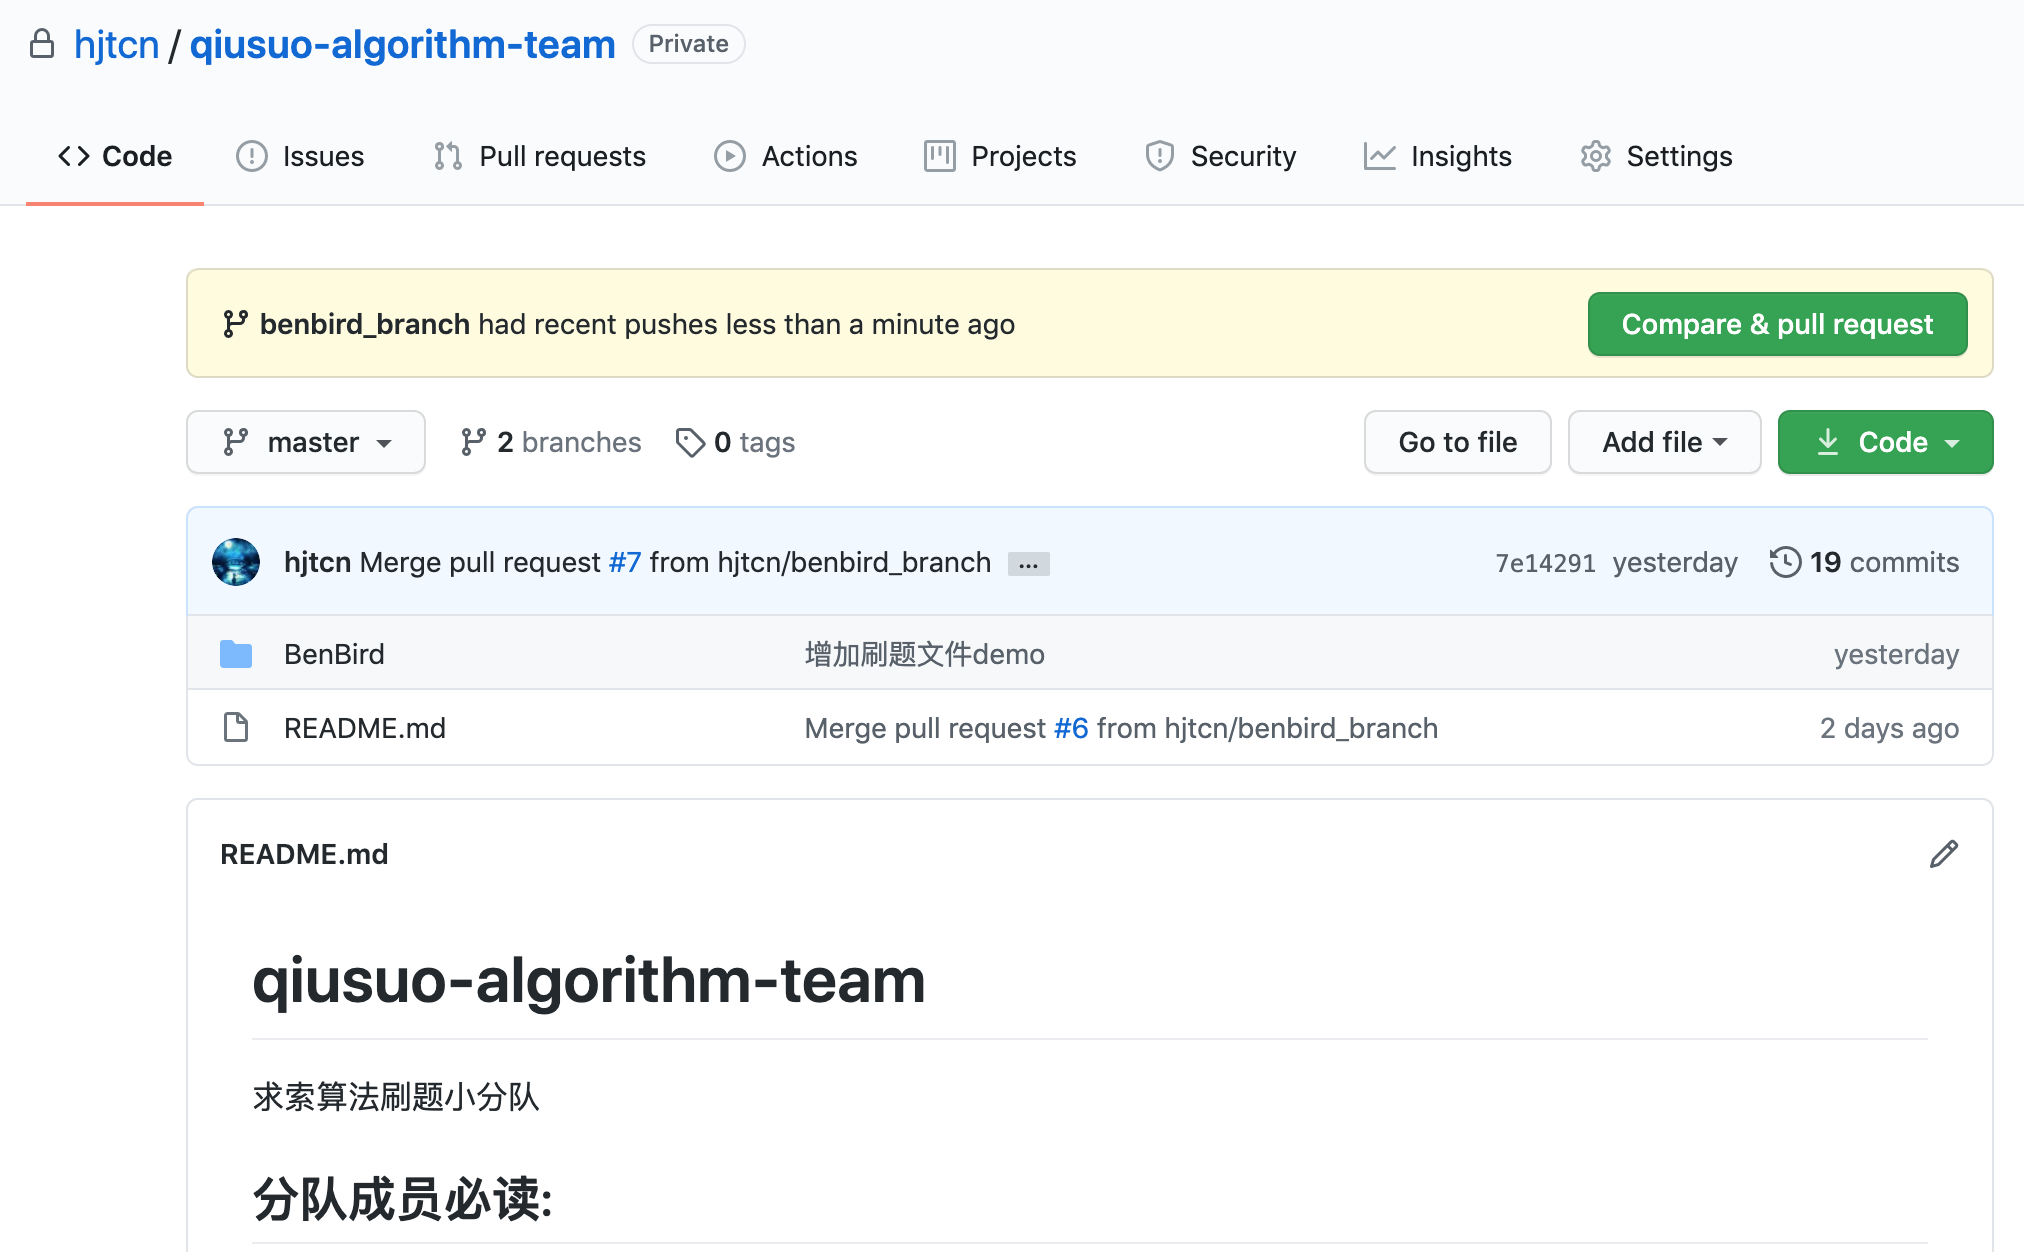 hjtcn / qiusuo-algorithm-team Private
Code Issues Pull requests Actions Projects Security Insights Settings
benbird_branch had recent pushes less than a minute ago Compare & pull request
master 2 branches 0 tags Go to file Add file Code
hjtcn Merge pull request #7 from hjtcn/benbird_branch ... 7e14291 yesterday 19 commits
BenBird 增加刷题文件demo yesterday
README.md Merge pull request #6 from hjtcn/benbird_branch 2 days ago
README.md
qiusuo-algorithm-team
求索算法刷题小分队
分队成员必读: